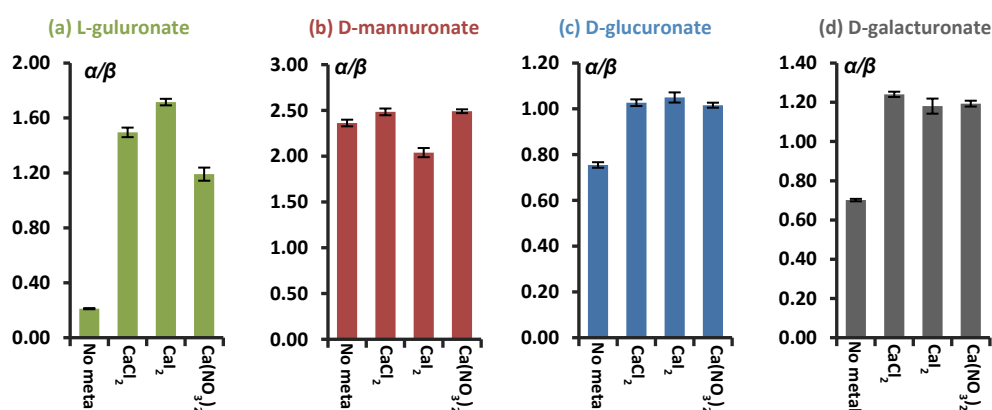 (a) L-guluronate
α/β
2.00
1.60
1.20
0.80
0.40
0.00
No meta
CaCl2
CaI2
Ca(NO3)2
(b) D-mannuronate
α/β
3.00
2.50
2.00
1.50
1.00
0.50
0.00
No meta
CaCl2
CaI2
Ca(NO3)2
(c) D-glucuronate
α/β
1.20
1.00
0.80
0.60
0.40
0.20
0.00
No meta
CaCl2
CaI2
Ca(NO3)2
(d) D-galacturonate
α/β
1.40
1.20
1.00
0.80
0.60
0.40
0.20
0.00
No metal
CaCl2
CaI2
Ca(NO3)2